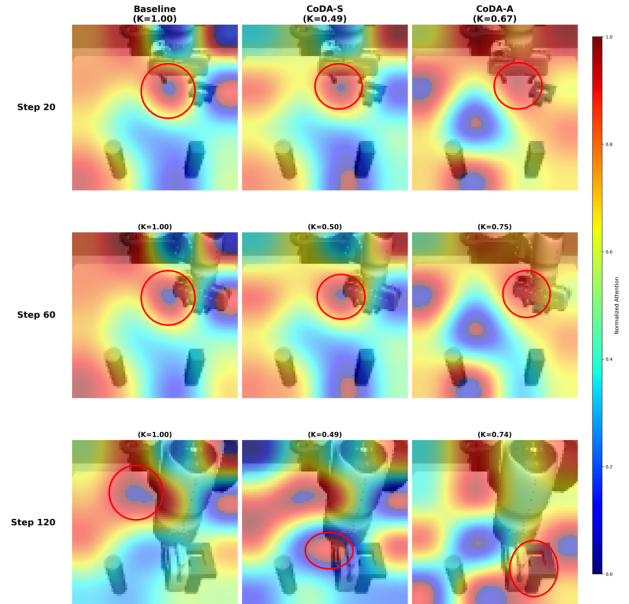 Baseline
(K=1.00)
CoDA-S
(K=0.49)
CoDA-A
(K=0.67)
Step 20
(K=1.00)
(K=0.50)
(K=0.75)
Step 60
(K=1.00)
(K=0.49)
(K=0.74)
Step 120
1.0
0.8
0.6
0.4
0.2
0.0
Normalized Attention